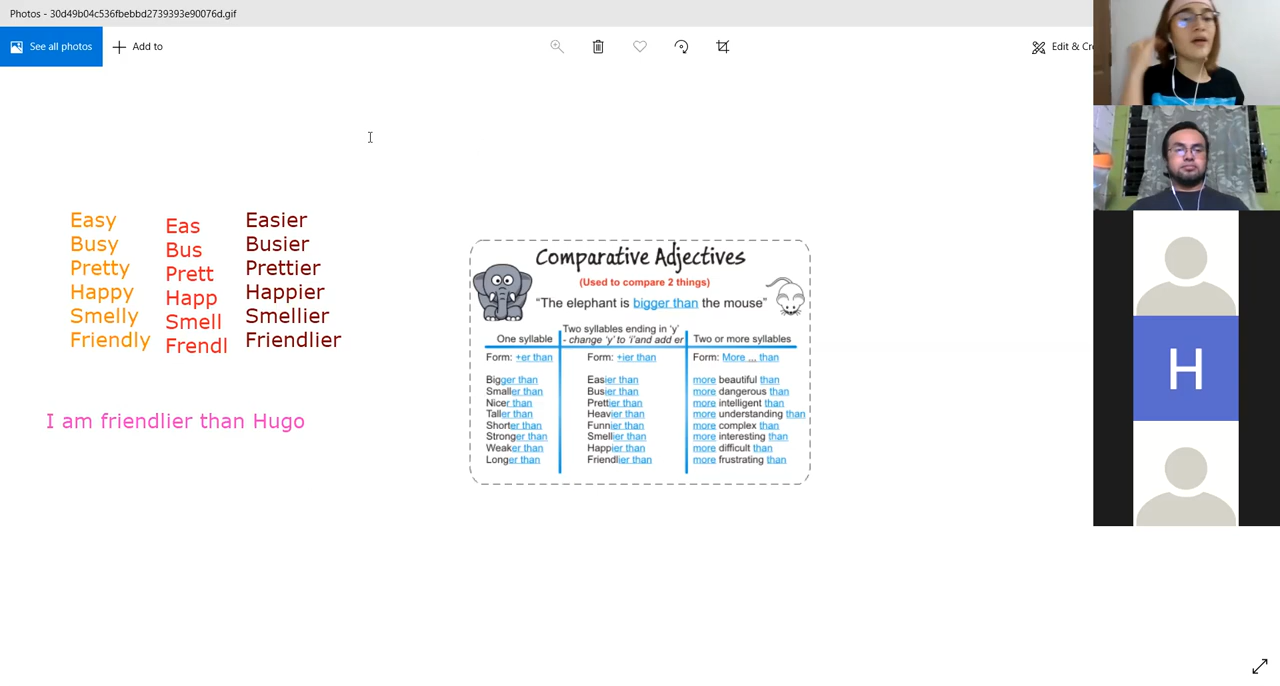 Photos - 30d49b04c536fbebbd2739393e90076d.gif
See all photos
Add to
Edit & Cr
Easy Eas Easier
Busy Bus Busier
Pretty Prett Prettier
Happy Happ Happier
Smelly Smell Smellier
Friendly Frendl Friendlier
I am friendlier than Hugo
Comparative Adjectives
(Used to compare 2 things)
"The elephant is bigger than the mouse"
One syllable
Two syllables ending in 'y'
- change 'y' to 'i'and add er
Two or more syllables
Form: +er than Form: +ier than Form: More ... than
Bigger than Easier than more beautiful than
Smaller than Busier than more dangerous than
Nicer than Prettier than more intelligent than
Taller than Heavier than more understanding than
Shorter than Funnier than more complex than
Stronger than Smellier than more interesting than
Weaker than Happier than more difficult than
Longer than Friendlier than more frustrating than
H